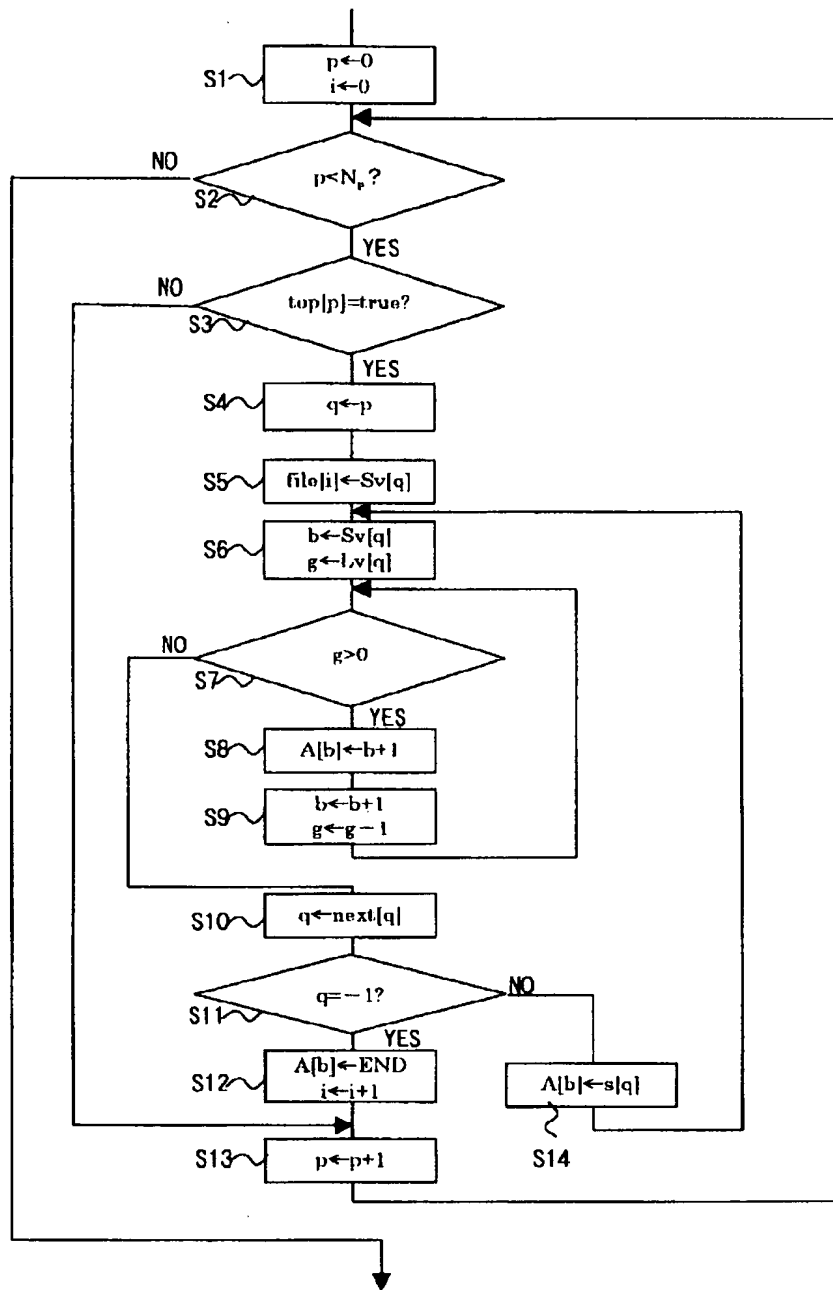 S1
p←0
i←0
NO
S2
p<Nₚ?
YES
NO
S3
top[p]=true?
YES
S4
q←p
S5
file[i]←Sv[q]
S6
b←Sv[q]
g←Lv[q]
NO
S7
g>0
YES
S8
A[b]←b+1
S9
b←b+1
g←g-1
S10
q←next[q]
S11
q=-1?
NO
YES
S12
A[b]←END
i←i+1
A[b]←s[q]
S13
p←p+1
S14